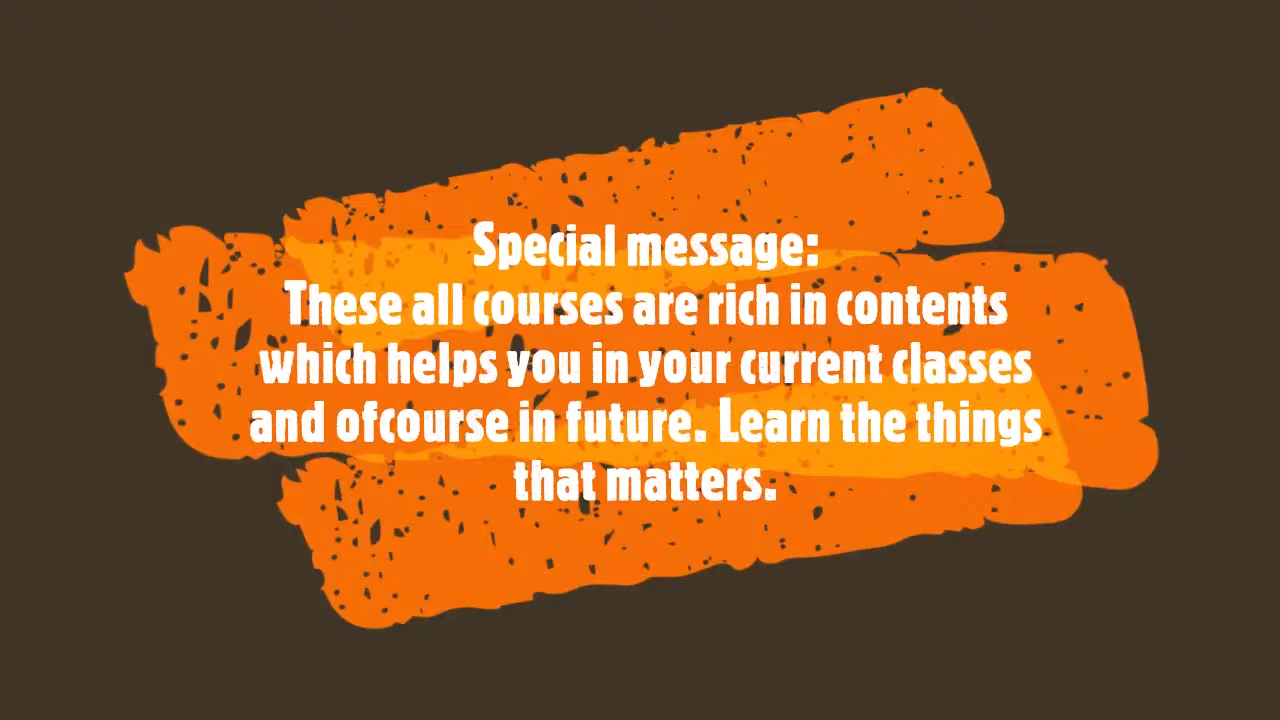 Special message:
These all courses are rich in contents
which helps you in your current classes
and ofcourse in future. Learn the things
that matters.